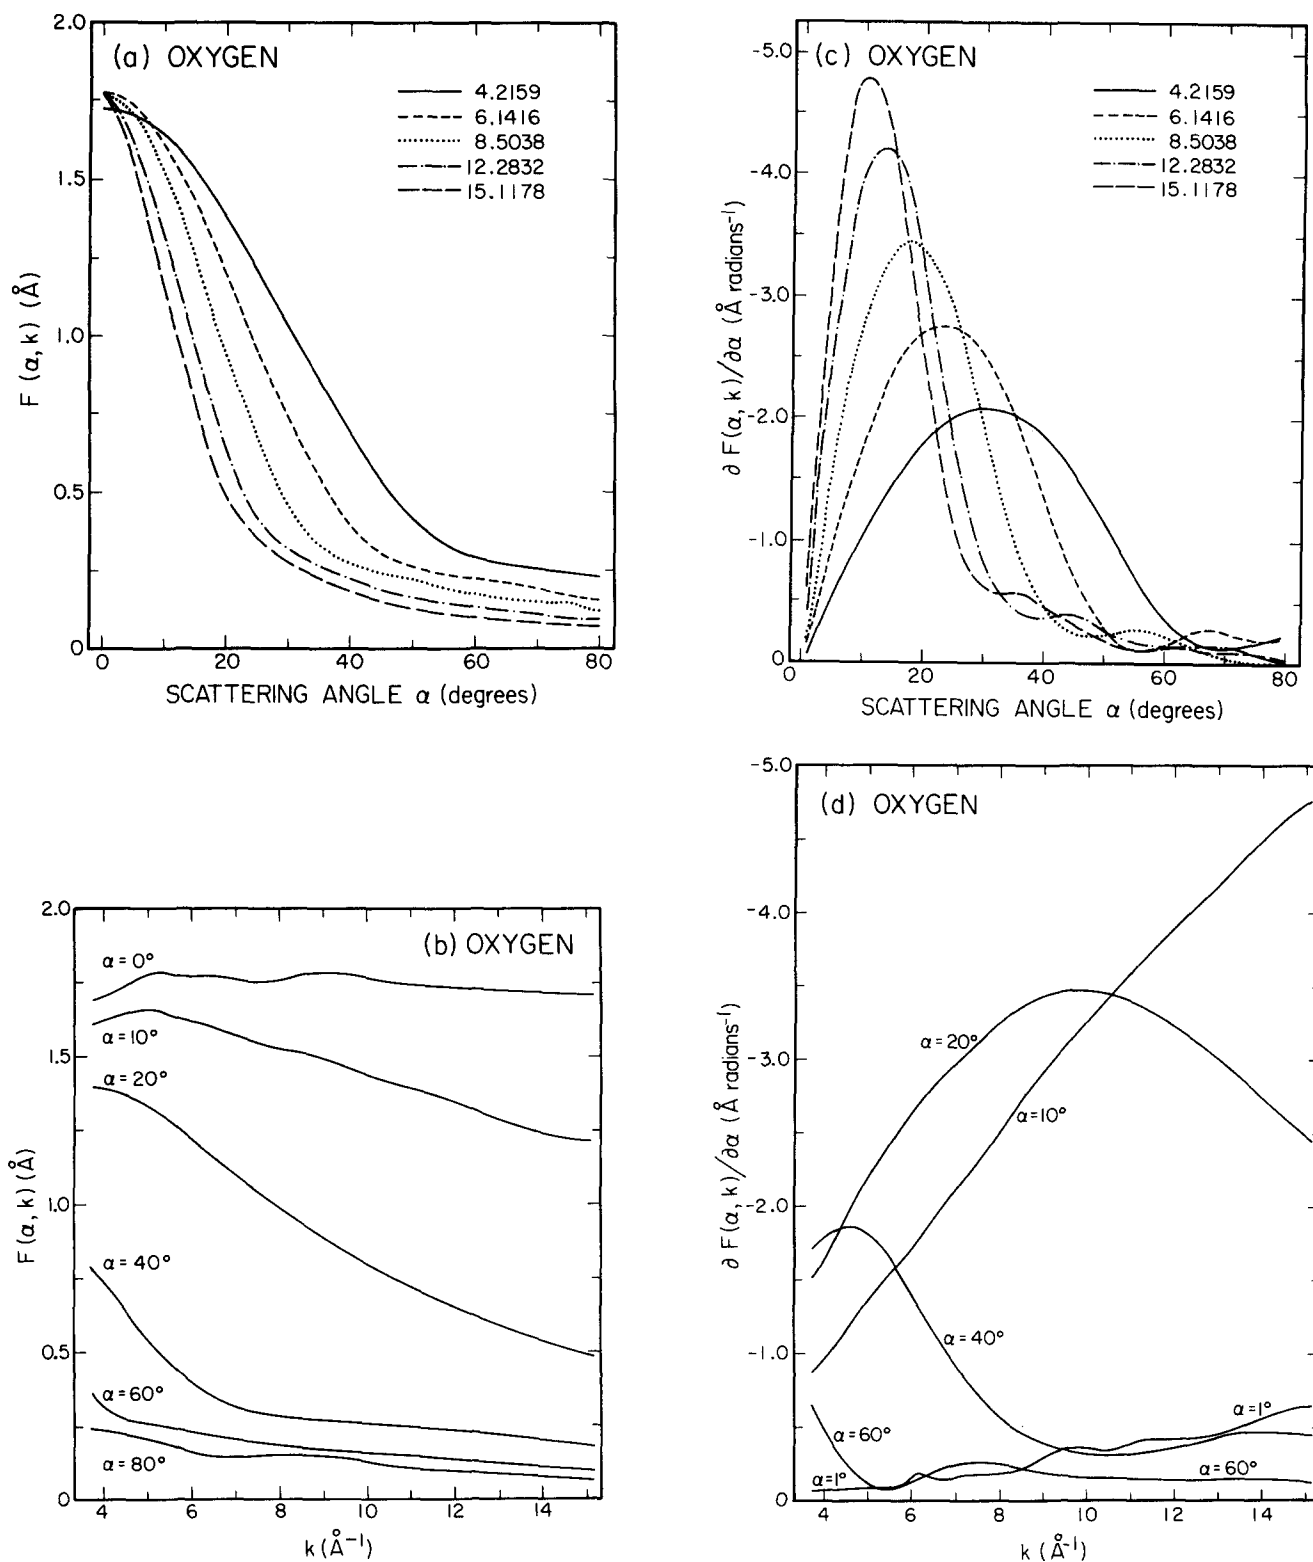 (a) OXYGEN
4.2159
6.1416
8.5038
12.2832
15.1178
2.0
1.5
1.0
0.5
0
F (α, k) (Å)
0 20 40 60 80
SCATTERING ANGLE α (degrees)
(c) OXYGEN
4.2159
6.1416
8.5038
12.2832
15.1178
-5.0
-4.0
-3.0
-2.0
-1.0
0
∂ F(α, k)/∂α (Å radians⁻¹)
0 20 40 60 80
SCATTERING ANGLE α (degrees)
(b) OXYGEN
2.0
1.5
1.0
0.5
0
F(α, k) (Å)
α = 0°
α = 10°
α = 20°
α = 40°
α = 60°
α = 80°
4 6 8 10 12 14
k (Å⁻¹)
(d) OXYGEN
-5.0
-4.0
-3.0
-2.0
-1.0
0
∂ F(α, k)/∂α (Å radians⁻¹)
α = 20°
α = 10°
α = 40°
α = 1°
α = 60°
α = 1°
α = 60°
4 6 8 10 12 14
k (Å⁻¹)